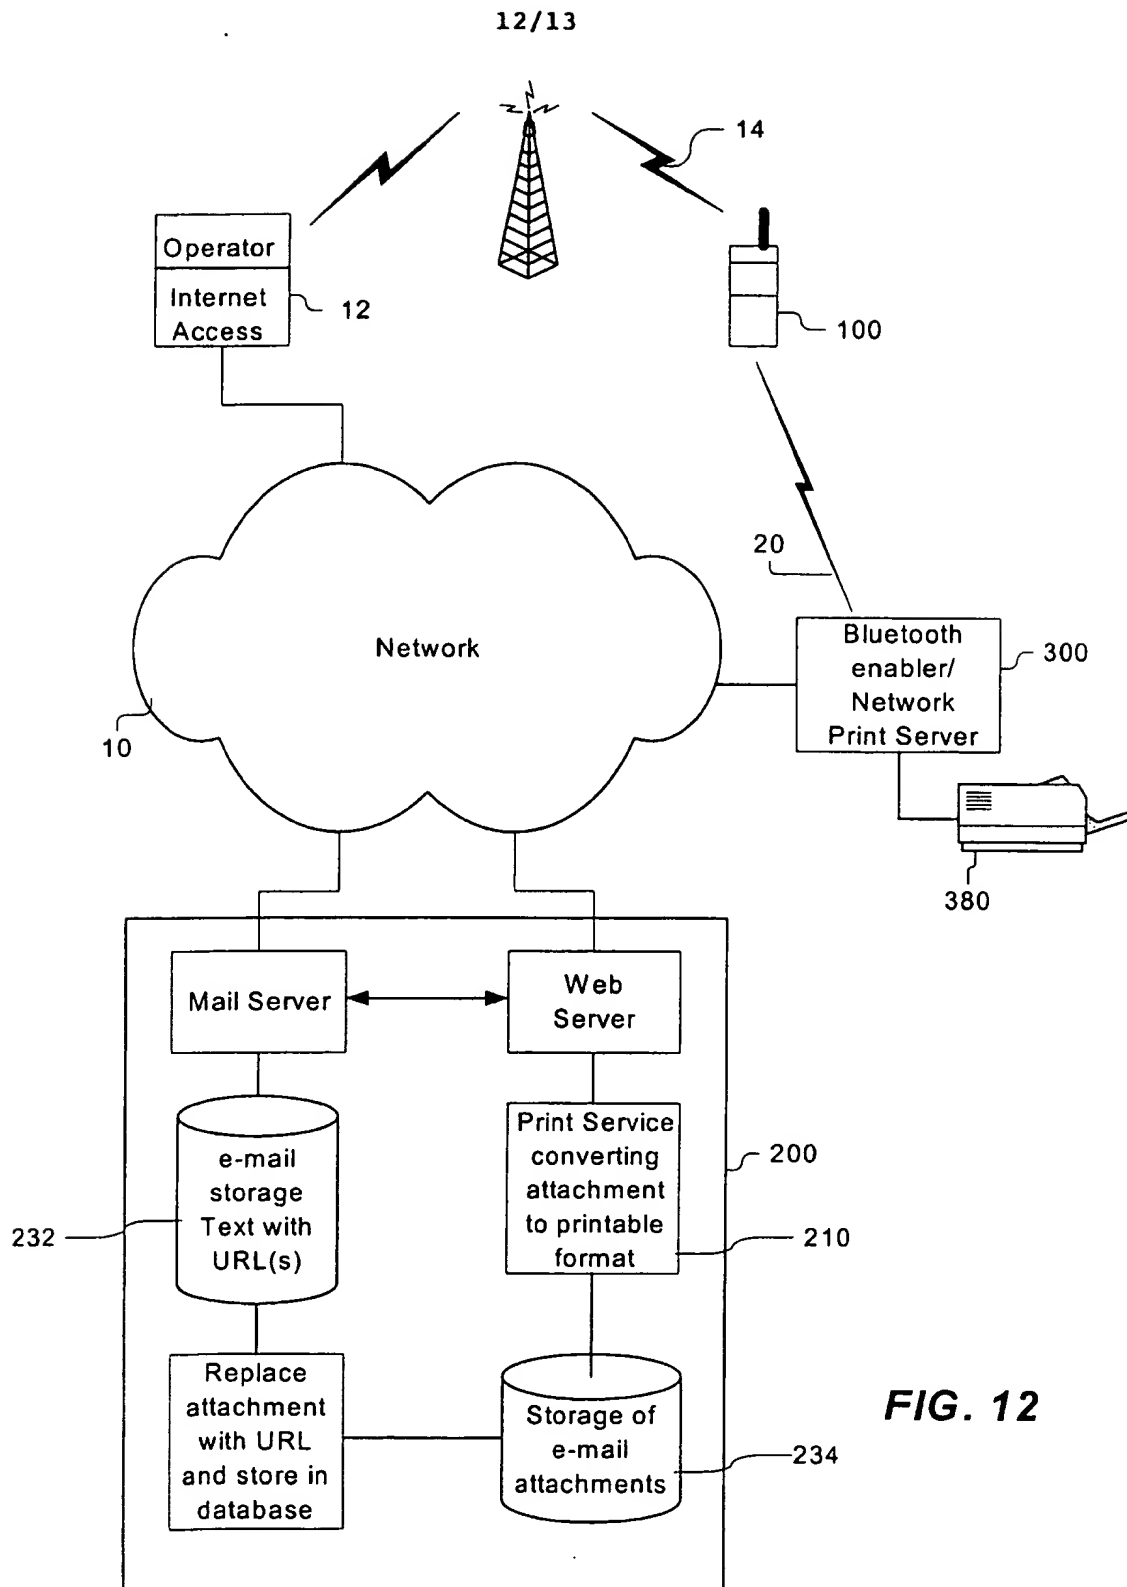 12/13
14
Operator
Internet
Access
12
100
20
Network
10
Bluetooth
enabler/
Network
Print Server
300
380
Mail Server
Web
Server
e-mail
storage
Text with
URL(s)
232
Print Service
converting
attachment
to printable
format
200
210
Replace
attachment
with URL
and store in
database
Storage of
e-mail
attachments
234
FIG. 12